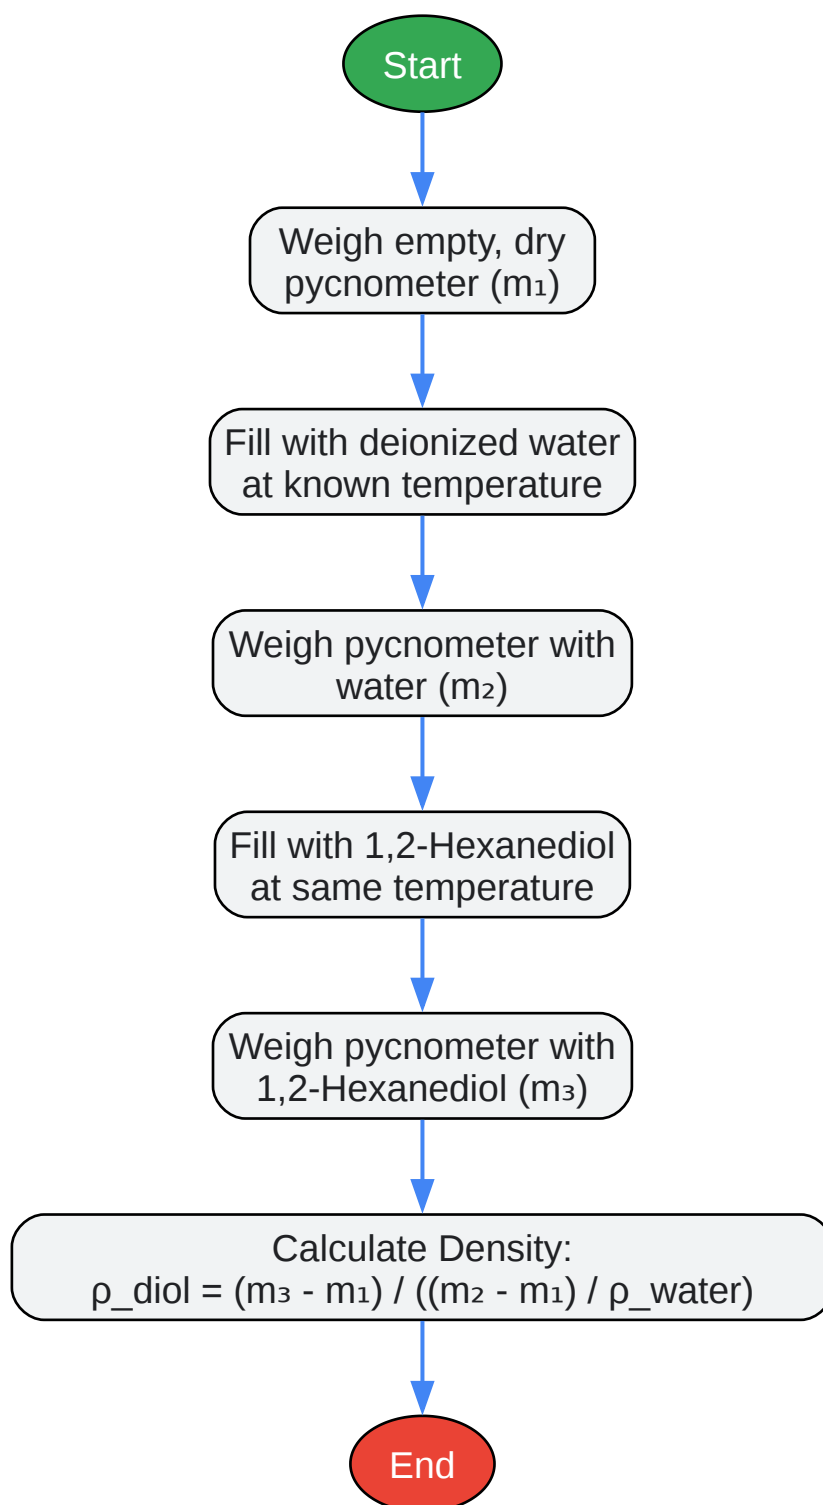 Start
Weigh empty, dry
pycnometer (m₁)
Fill with deionized water
at known temperature
Weigh pycnometer with
water (m₂)
Fill with 1,2-Hexanediol
at same temperature
Weigh pycnometer with
1,2-Hexanediol (m₃)
Calculate Density:
ρ_diol = (m₃ - m₁) / ((m₂ - m₁) / ρ_water)
End